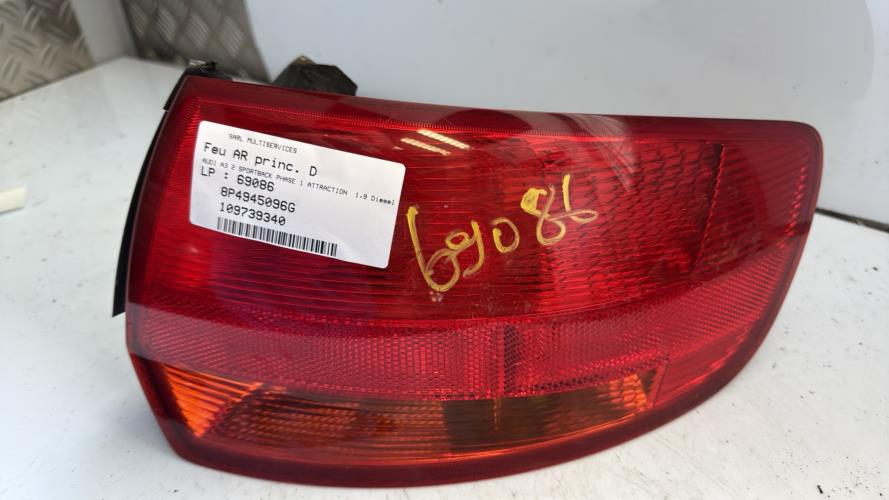 SARL MULTISERVICES
Feu AR princ. D
AUDI A3 2 SPORTBACK PHASE 1 ATTRACTION 1.9 Diesel
LP : 69086
8P4945096G
109739340
69086